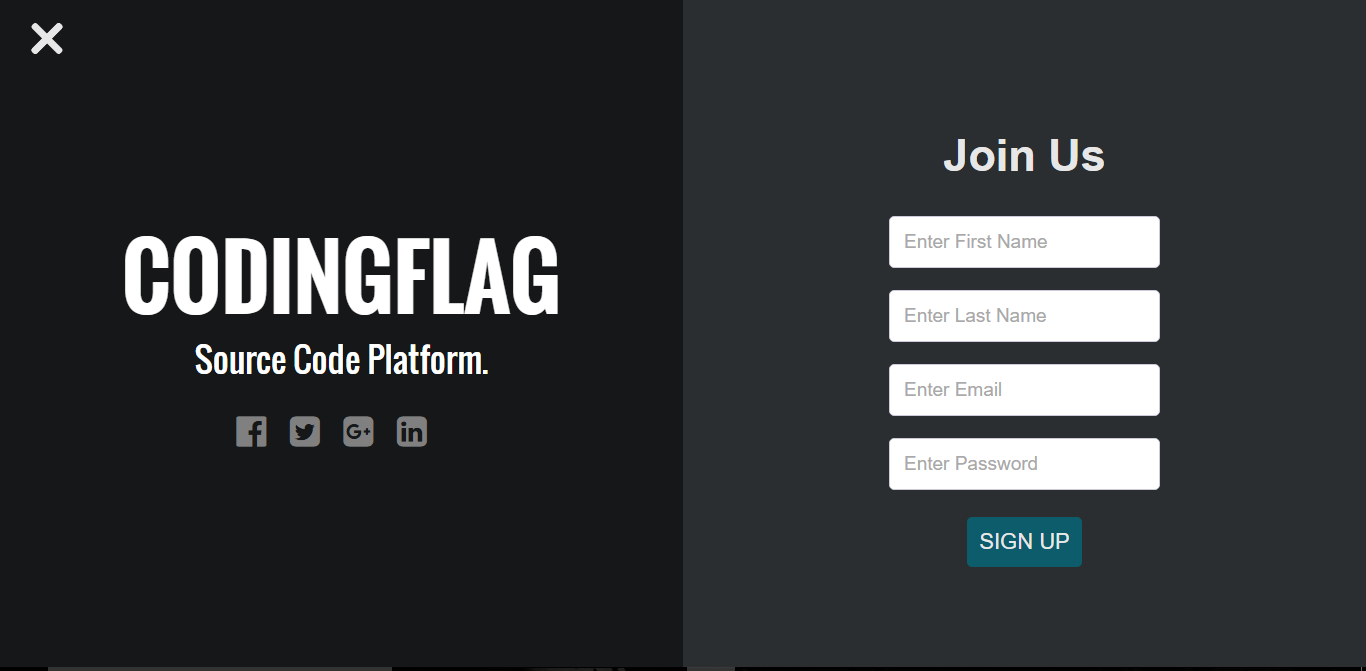 CODINGFLAG
Source Code Platform.
Join Us
Enter First Name
Enter Last Name
Enter Email
Enter Password
SIGN UP